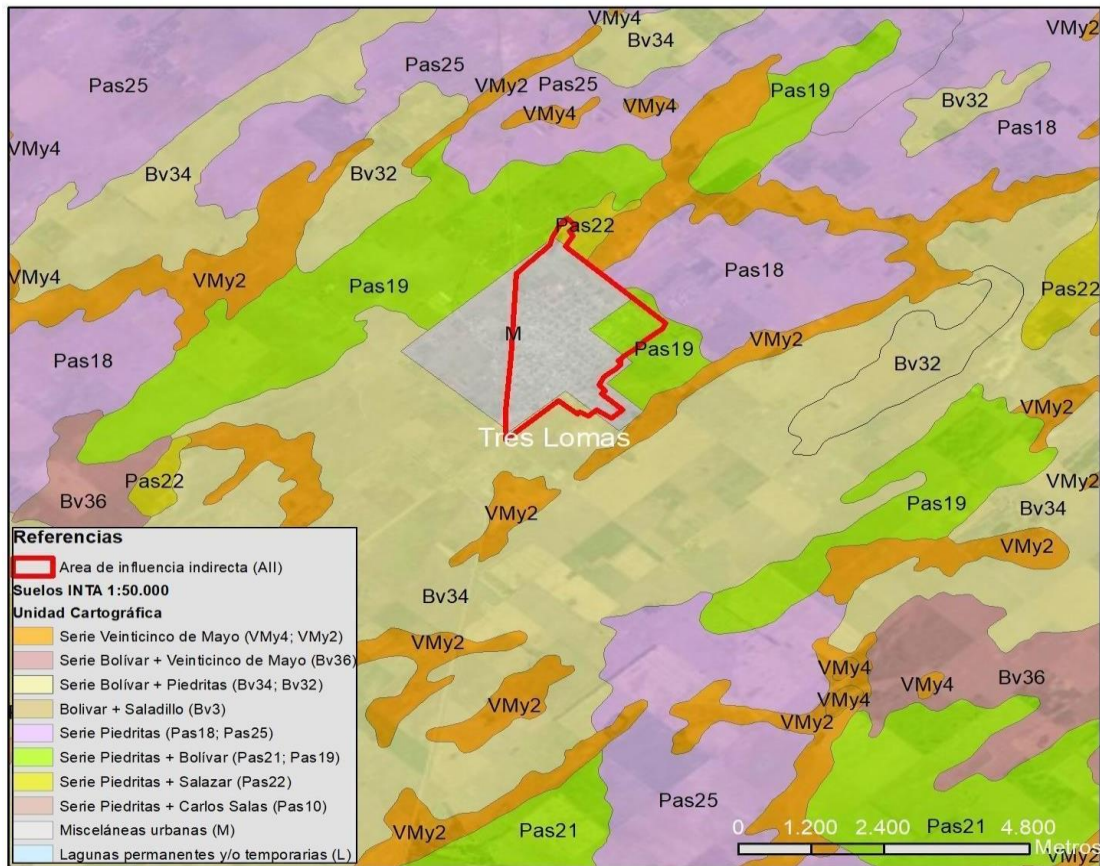 VMy4
VMy2
Bv34
Pas25
Pas25
VMy2
Pas25
Pas19
VMy4
VMy4
Bv32
Pas18
VMy4
Bv34
Bv32
Pas22
VMy4
VMy2
Pas19
Pas18
Pas22
M
VMy2
Bv32
Pas18
Pas19
VMy2
Tres Lomas
Pas22
Bv36
VMy2
Pas19
VMy2
Bv34
VMy2
Bv34
VMy2
VMy4
VMy4
VMy4
Bv36
VMy2
VMy2
Pas25
VMy2
Pas21
Pas21
VMy2
Referencias
Area de influencia indirecta (AII)
Suelos INTA 1:50.000
Unidad Cartográfica
Serie Veinticinco de Mayo (VMy4; VMy2)
Serie Bolívar + Veinticinco de Mayo (Bv36)
Serie Bolívar + Piedritas (Bv34; Bv32)
Bolivar + Saladillo (Bv3)
Serie Piedritas (Pas18; Pas25)
Serie Piedritas + Bolívar (Pas21; Pas19)
Serie Piedritas + Salazar (Pas22)
Serie Piedritas + Carlos Salas (Pas10)
Misceláneas urbanas (M)
Lagunas permanentes y/o temporarias (L)
0 1.200 2.400 4.800
Metros